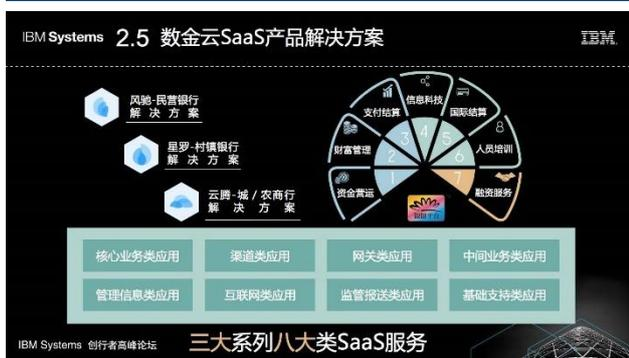 IBM Systems 2.5 数金云SaaS产品解决方案
IBM
风驰-民营银行
解 决 方 案
星罗-村镇银行
解 决 方 案
云腾-城 / 农商行
解 决 方 案
资金营运
财富管理
支付结算
信息科技
国际结算
人员培训
融资服务
1
2
3
4
5
6
7
核心业务类应用
渠道类应用
网关类应用
中间业务类应用
管理信息类应用
互联网类应用
监管报送类应用
基础支持类应用
IBM Systems 创行者高峰论坛
三大系列八大类SaaS服务